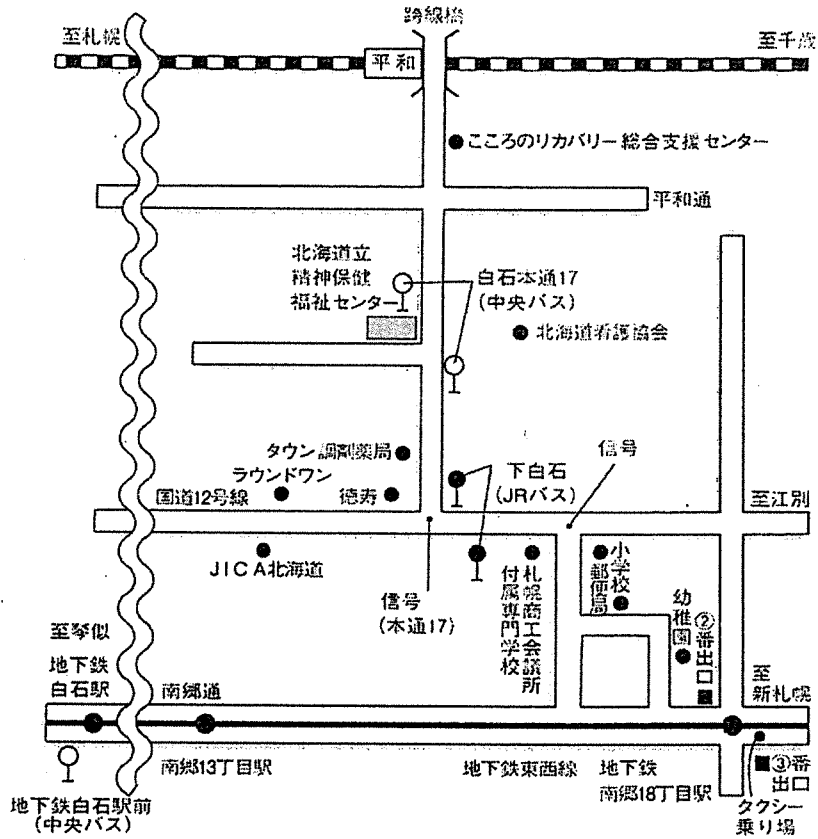 跨線橋
至札幌
平和
至千歳
こころのリカバリー総合支援センター
平和通
北海道立
精神保健
福祉センター
白石本通17
(中央バス)
北海道看護協会
タウン調剤薬局
ラウンドワン
国道12号線
徳寿
下白石
(JRバス)
信号
至江別
JICA北海道
信号
(本通17)
札幌商工会議所
付属専門学校
小学校
郵便局
幼稚園
②番出口
至琴似
地下鉄
白石駅
南郷通
至
新札幌
南郷13丁目駅
地下鉄東西線
地下鉄
南郷18丁目駅
③番
出口
タクシー
乗り場
地下鉄白石駅前
(中央バス)